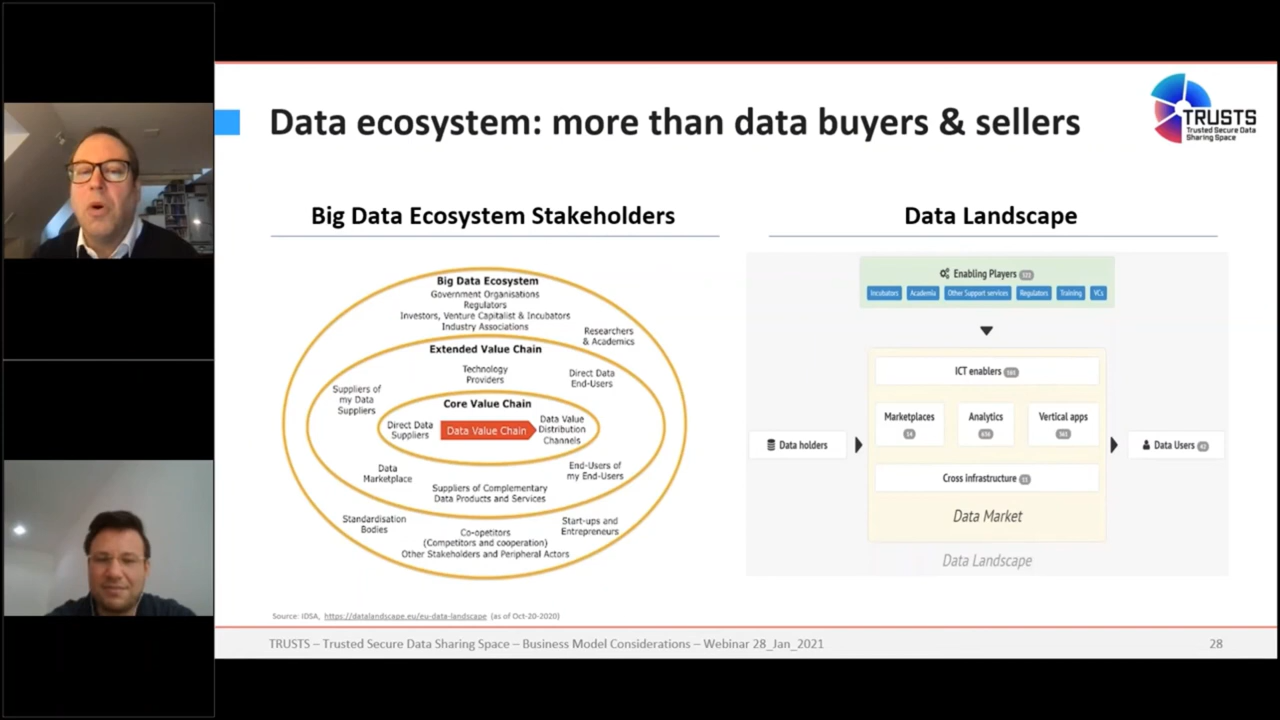 Data ecosystem: more than data buyers & sellers
TRUSTS
Trusted Secure Data
Sharing Space
Big Data Ecosystem Stakeholders
Big Data Ecosystem
Government Organisations
Regulators
Investors, Venture Capitalist & Incubators
Industry Associations
Researchers
& Academics
Extended Value Chain
Technology
Providers
Direct Data
End-Users
Suppliers of
my Data
Suppliers
Core Value Chain
Direct Data
Suppliers
Data Value Chain
Data Value
Distribution
Channels
Data
Marketplace
End-Users of
my End-Users
Suppliers of Complementary
Data Products and Services
Standardisation
Bodies
Co-opetitors
(Competitors and cooperation)
Other Stakeholders and Peripheral Actors
Start-ups and
Entrepreneurs
Data Landscape
Enabling Players
Incubators Academia Other Support services Regulators Training VCs
ICT enablers
Marketplaces
14
Analytics
Vertical apps
Data holders
Data Users
Cross infrastructure
Data Market
Data Landscape
Source: IDSA, https://datalandscape.eu/eu-data-landscape (as of Oct-20-2020)
TRUSTS – Trusted Secure Data Sharing Space – Business Model Considerations – Webinar 28_Jan_2021
28